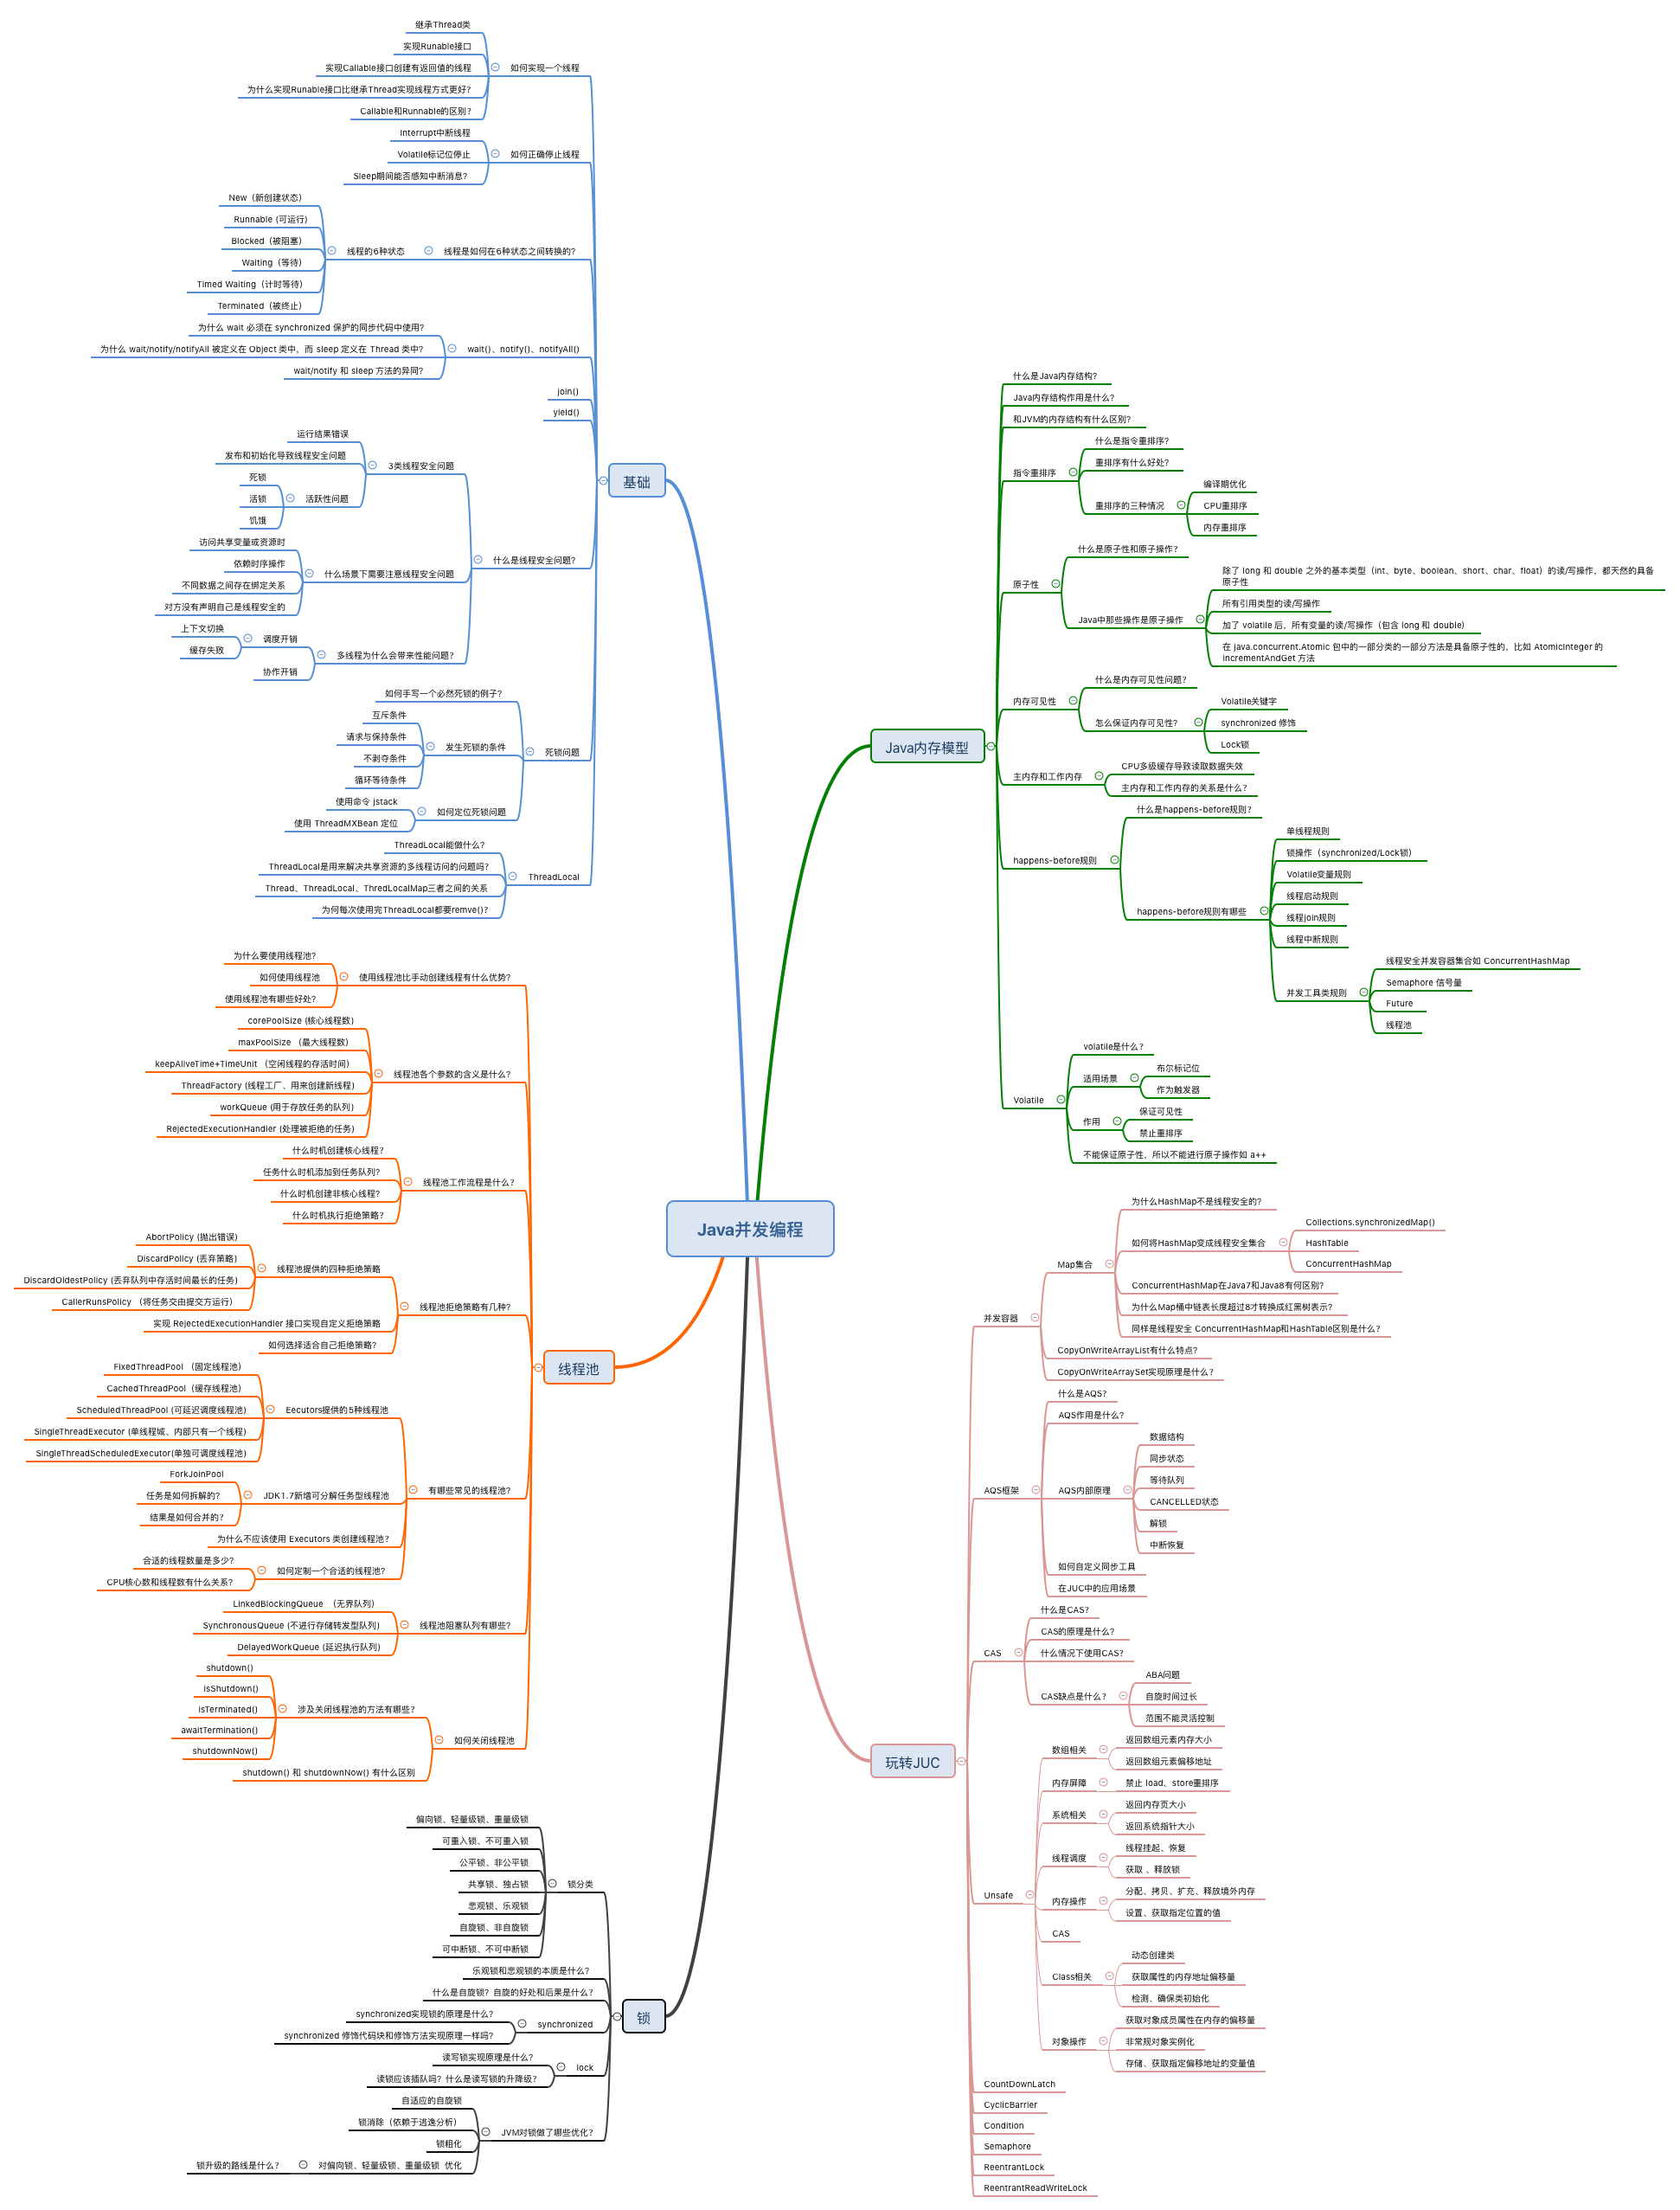 Java并发编程
基础
如何实现一个线程
继承Thread类
实现Runable接口
实现Callable接口创建有返回值的线程
为什么实现Runable接口比继承Thread实现线程方式更好？
Callable和Runnable的区别？
如何正确停止线程
Interrupt中断线程
Volatile标记位停止
Sleep期间能否感知中断消息？
线程是如何在6种状态之间转换的？
线程的6种状态
New（新创建状态）
Runnable (可运行)
Blocked（被阻塞）
Waiting（等待）
Timed Waiting（计时等待）
Terminated（被终止）
wait()、notify()、notifyAll()
为什么 wait 必须在 synchronized 保护的同步代码中使用？
为什么 wait/notify/notifyAll 被定义在 Object 类中，而 sleep 定义在 Thread 类中？
wait/notify 和 sleep 方法的异同？
join()
yield()
什么是线程安全问题？
3类线程安全问题
运行结果错误
发布和初始化导致线程安全问题
活跃性问题
死锁
活锁
饥饿
什么场景下需要注意线程安全问题
访问共享变量或资源时
依赖时序操作
不同数据之间存在绑定关系
对方没有声明自己是线程安全的
多线程为什么会带来性能问题？
调度开销
上下文切换
缓存失败
协作开销
死锁问题
如何手写一个必然死锁的例子？
发生死锁的条件
互斥条件
请求与保持条件
不剥夺条件
循环等待条件
如何定位死锁问题
使用命令 jstack
使用 ThreadMXBean 定位
ThreadLocal
ThreadLocal能做什么？
ThreadLocal是用来解决共享资源的多线程访问的问题吗？
Thread、ThreadLocal、ThredLocalMap三者之间的关系
为何每次使用完ThreadLocal都要remve()？
线程池
使用线程池比手动创建线程有什么优势？
为什么要使用线程池？
如何使用线程池
使用线程池有哪些好处？
线程池各个参数的含义是什么？
corePoolSize (核心线程数)
maxPoolSize （最大线程数）
keepAliveTime+TimeUnit （空闲线程的存活时间）
ThreadFactory (线程工厂、用来创建新线程)
workQueue (用于存放任务的队列)
RejectedExecutionHandler (处理被拒绝的任务)
线程池工作流程是什么？
什么时机创建核心线程？
任务什么时机添加到任务队列？
什么时机创建非核心线程？
什么时机执行拒绝策略？
线程池拒绝策略有几种？
线程池提供的四种拒绝策略
AbortPolicy (抛出错误)
DiscardPolicy (丢弃策略)
DiscardOldestPolicy (丢弃队列中存活时间最长的任务)
CallerRunsPolicy （将任务交由提交方运行）
实现 RejectedExecutionHandler 接口实现自定义拒绝策略
如何选择适合自己拒绝策略？
有哪些常见的线程池？
Eecutors提供的5种线程池
FixedThreadPool （固定线程池）
CachedThreadPool（缓存线程池）
ScheduledThreadPool (可延迟调度线程池)
SingleThreadExecutor (单线程城、内部只有一个线程)
SingleThreadScheduledExecutor(单独可调度线程池)
JDK1.7新增可分解任务型线程池
ForkJoinPool
任务是如何拆解的？
结果是如何合并的？
为什么不应该使用 Executors 类创建线程池？
如何定制一个合适的线程池？
合适的线程数量是多少？
CPU核心数和线程数有什么关系？
线程池阻塞队列有哪些？
LinkedBlockingQueue （无界队列）
SynchronousQueue (不进行存储转发型队列)
DelayedWorkQueue (延迟执行队列)
如何关闭线程池
涉及关闭线程池的方法有哪些？
shutdown()
isShutdown()
isTerminated()
awaitTermination()
shutdownNow()
shutdown() 和 shutdownNow() 有什么区别
锁
锁分类
偏向锁、轻量级锁、重量级锁
可重入锁、不可重入锁
公平锁、非公平锁
共享锁、独占锁
悲观锁、乐观锁
自旋锁、非自旋锁
可中断锁、不可中断锁
乐观锁和悲观锁的本质是什么？
什么是自旋锁？自旋的好处和后果是什么？
synchronized
synchronized实现锁的原理是什么？
synchronized 修饰代码块和修饰方法实现原理一样吗？
lock
读写锁实现原理是什么？
读锁应该插队吗？什么是读写锁的升降级？
JVM对锁做了哪些优化？
自适应的自旋锁
锁消除（依赖于逃逸分析）
锁粗化
对偏向锁、轻量级锁、重量级锁 优化
锁升级的路线是什么？
Java内存模型
什么是Java内存结构？
Java内存结构作用是什么？
和JVM的内存结构有什么区别？
指令重排序
什么是指令重排序？
重排序有什么好处？
重排序的三种情况
编译期优化
CPU重排序
内存重排序
原子性
什么是原子性和原子操作？
Java中那些操作是原子操作
除了 long 和 double 之外的基本类型（int、byte、boolean、short、char、float）的读/写操作，都天然的具备
原子性
所有引用类型的读/写操作
加了 volatile 后，所有变量的读/写操作（包含 long 和 double）
在 java.concurrent.Atomic 包中的一部分类的一部分方法是具备原子性的，比如 AtomicInteger 的
incrementAndGet 方法
内存可见性
什么是内存可见性问题？
怎么保证内存可见性？
Volatile关键字
synchronized 修饰
Lock锁
主内存和工作内存
CPU多级缓存导致读取数据失效
主内存和工作内存的关系是什么？
happens-before规则
什么是happens-before规则？
happens-before规则有哪些
单线程规则
锁操作（synchronized/Lock锁）
Volatile变量规则
线程启动规则
线程join规则
线程中断规则
并发工具类规则
线程安全并发容器集合如 ConcurrentHashMap
Semaphore 信号量
Future
线程池
Volatile
volatile是什么？
适用场景
布尔标记位
作为触发器
作用
保证可见性
禁止重排序
不能保证原子性，所以不能进行原子操作如 a++
玩转JUC
并发容器
Map集合
为什么HashMap不是线程安全的？
如何将HashMap变成线程安全集合
Collections.synchronizedMap()
HashTable
ConcurrentHashMap
ConcurrentHashMap在Java7和Java8有何区别？
为什么Map桶中链表长度超过8才转换成红黑树表示？
同样是线程安全 ConcurrentHashMap和HashTable区别是什么？
CopyOnWriteArrayList有什么特点？
CopyOnWriteArraySet实现原理是什么？
AQS框架
什么是AQS？
AQS作用是什么？
AQS内部原理
数据结构
同步状态
等待队列
CANCELLED状态
解锁
中断恢复
如何自定义同步工具
在JUC中的应用场景
CAS
什么是CAS？
CAS的原理是什么？
什么情况下使用CAS？
CAS缺点是什么？
ABA问题
自旋时间过长
范围不能灵活控制
Unsafe
数组相关
返回数组元素内存大小
返回数组元素偏移地址
内存屏障
禁止 load、store重排序
系统相关
返回内存页大小
返回系统指针大小
线程调度
线程挂起、恢复
获取 、释放锁
内存操作
分配、拷贝、扩充、释放境外内存
设置、获取指定位置的值
CAS
Class相关
动态创建类
获取属性的内存地址偏移量
检测、确保类初始化
对象操作
获取对象成员属性在内存的偏移量
非常规对象实例化
存储、获取指定偏移地址的变量值
CountDownLatch
CyclicBarrier
Condition
Semaphore
ReentrantLock
ReentrantReadWriteLock